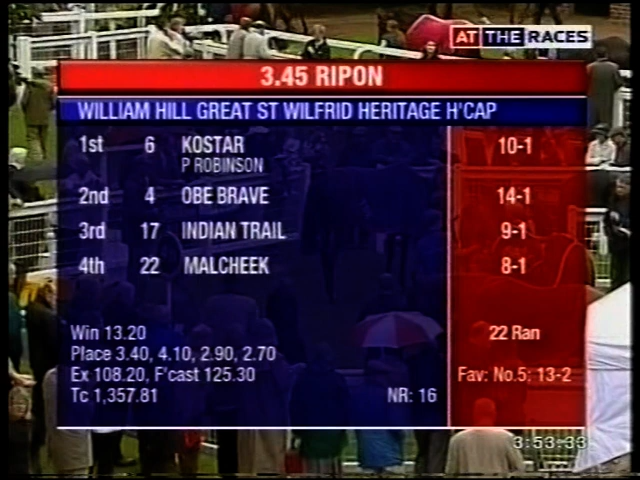 AT THE RACES
3.45 RIPON
WILLIAM HILL GREAT ST WILFRID HERITAGE H'CAP
1st 6 KOSTAR 10-1
P ROBINSON
2nd 4 OBE BRAVE 14-1
3rd 17 INDIAN TRAIL 9-1
4th 22 MALCHEEK 8-1
Win 13.20 22 Ran
Place 3.40, 4.10, 2.90, 2.70
Ex 108.20, F'cast 125.30 Fav: No.5; 13-2
Tc 1,357.81 NR: 16
3:53:33